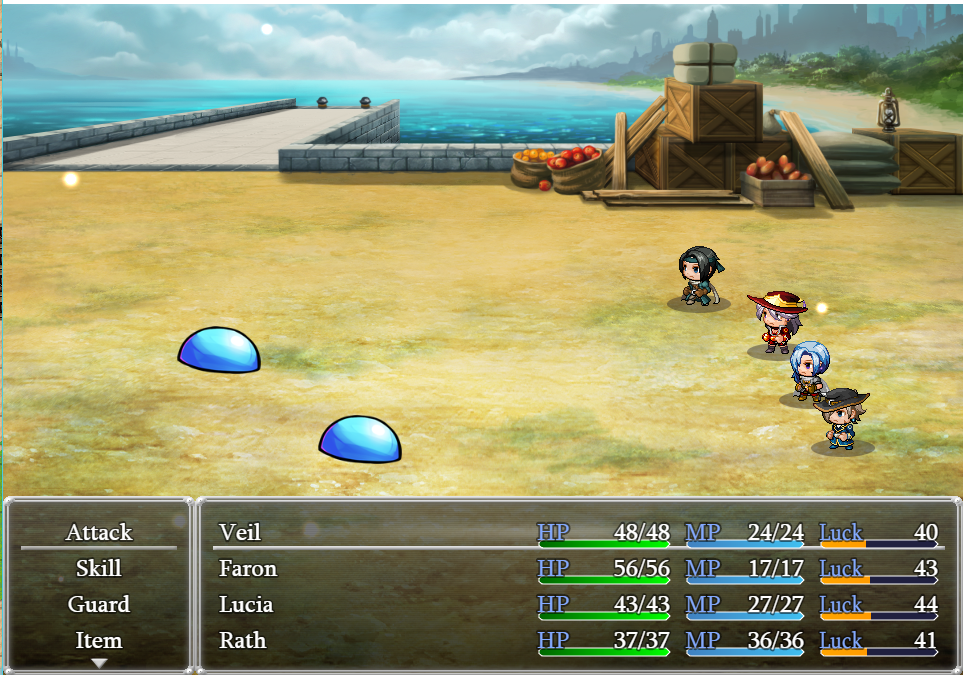 Attack
Skill
Guard
Item
Veil HP 48/48 MP 24/24 Luck 40
Faron HP 56/56 MP 17/17 Luck 43
Lucia HP 43/43 MP 27/27 Luck 44
Rath HP 37/37 MP 36/36 Luck 41